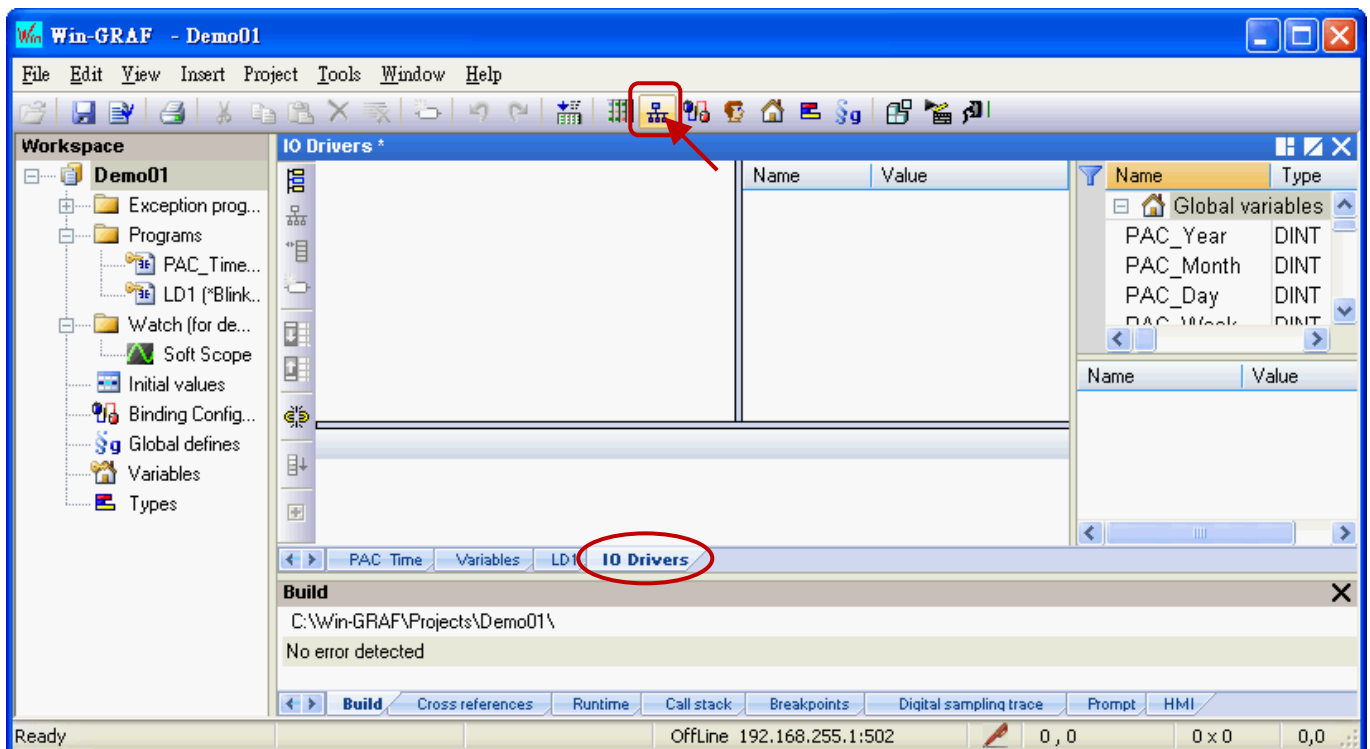 Win-GRAF - Demo01
File Edit View Insert Project Tools Window Help
Workspace
Demo01
Exception prog...
Programs
PAC_Time...
LD1 (*Blink..
Watch (for de...
Soft Scope
Initial values
Binding Config...
Global defines
Variables
Types
IO Drivers *
Name Value
Name Type
Global variables
PAC_Year DINT
PAC_Month DINT
PAC_Day DINT
PAC_Week DINT
Name Value
PAC_Time Variables LD1 IO Drivers
Build
C:\Win-GRAF\Projects\Demo01\
No error detected
Build Cross references Runtime Call stack Breakpoints Digital sampling trace Prompt HMI
Ready OffLine 192.168.255.1:502 0 , 0 0 x 0 0,0